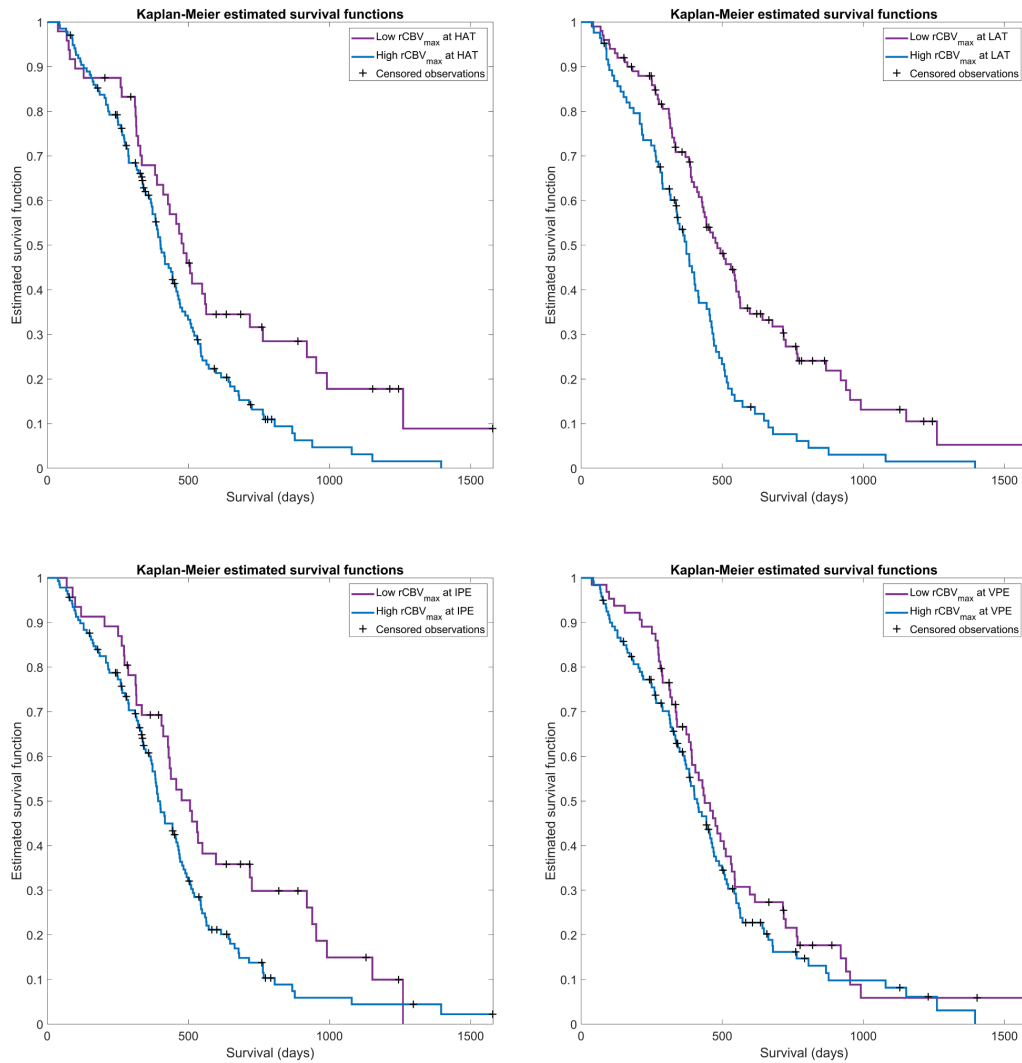 Kaplan-Meier estimated survival functions
Low rCBVmax at HAT
High rCBVmax at HAT
Censored observations
1
0.9
0.8
0.7
0.6
0.5
0.4
0.3
0.2
0.1
0
Estimated survival function
0 500 1000 1500
Survival (days)
Kaplan-Meier estimated survival functions
Low rCBVmax at LAT
High rCBVmax at LAT
Censored observations
1
0.9
0.8
0.7
0.6
0.5
0.4
0.3
0.2
0.1
0
Estimated survival function
0 500 1000 1500
Survival (days)
Kaplan-Meier estimated survival functions
Low rCBVmax at IPE
High rCBVmax at IPE
Censored observations
1
0.9
0.8
0.7
0.6
0.5
0.4
0.3
0.2
0.1
0
Estimated survival function
0 500 1000 1500
Survival (days)
Kaplan-Meier estimated survival functions
Low rCBVmax at VPE
High rCBVmax at VPE
Censored observations
1
0.9
0.8
0.7
0.6
0.5
0.4
0.3
0.2
0.1
0
Estimated survival function
0 500 1000 1500
Survival (days)